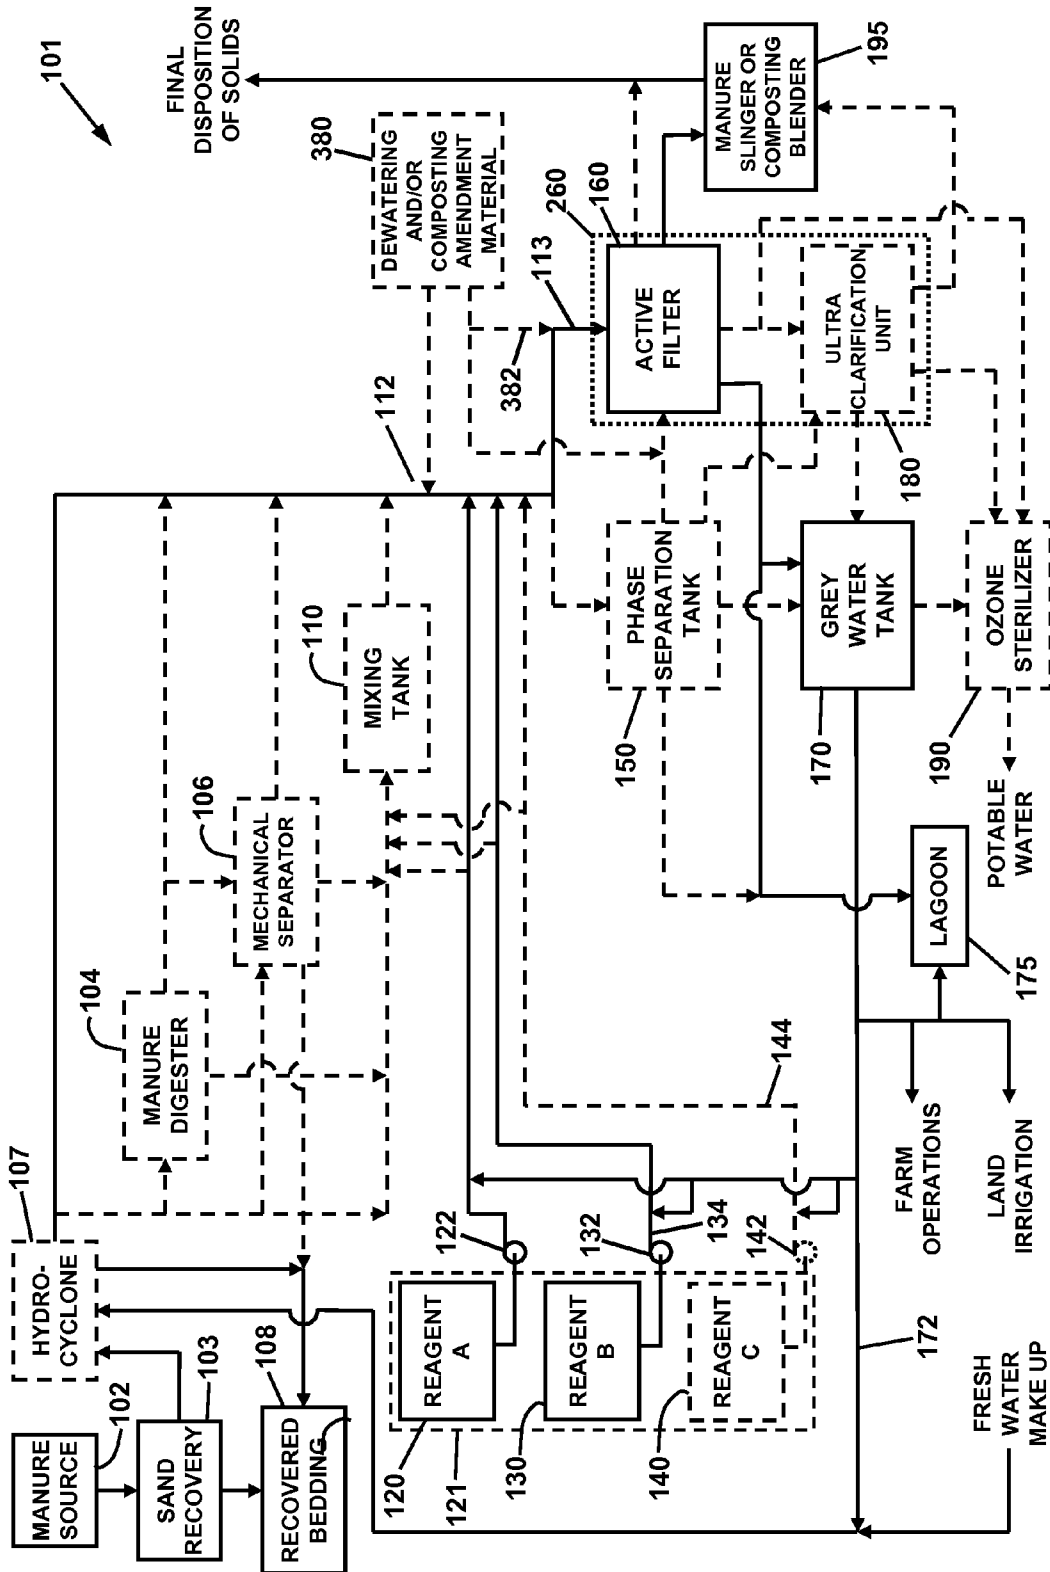 101
MANURE
SOURCE
102
SAND
RECOVERY
103
RECOVERED
BEDDING
108
HYDRO-
CYCLONE
107
MANURE
DIGESTER
104
MECHANICAL
SEPARATOR
106
MIXING
TANK
110
112
DEWATERING
AND/OR
COMPOSTING
AMENDMENT
MATERIAL
380
382
113
FINAL
DISPOSITION
OF SOLIDS
REAGENT
A
120
121
122
REAGENT
B
130
132
134
REAGENT
C
140
142
144
PHASE
SEPARATION
TANK
150
ACTIVE
FILTER
160
260
MANURE
SLINGER OR
COMPOSTING
BLENDER
195
ULTRA
CLARIFICATION
UNIT
180
GREY
WATER
TANK
170
OZONE
STERILIZER
190
POTABLE
WATER
LAGOON
175
FARM
OPERATIONS
LAND
IRRIGATION
172
FRESH
WATER
MAKE UP